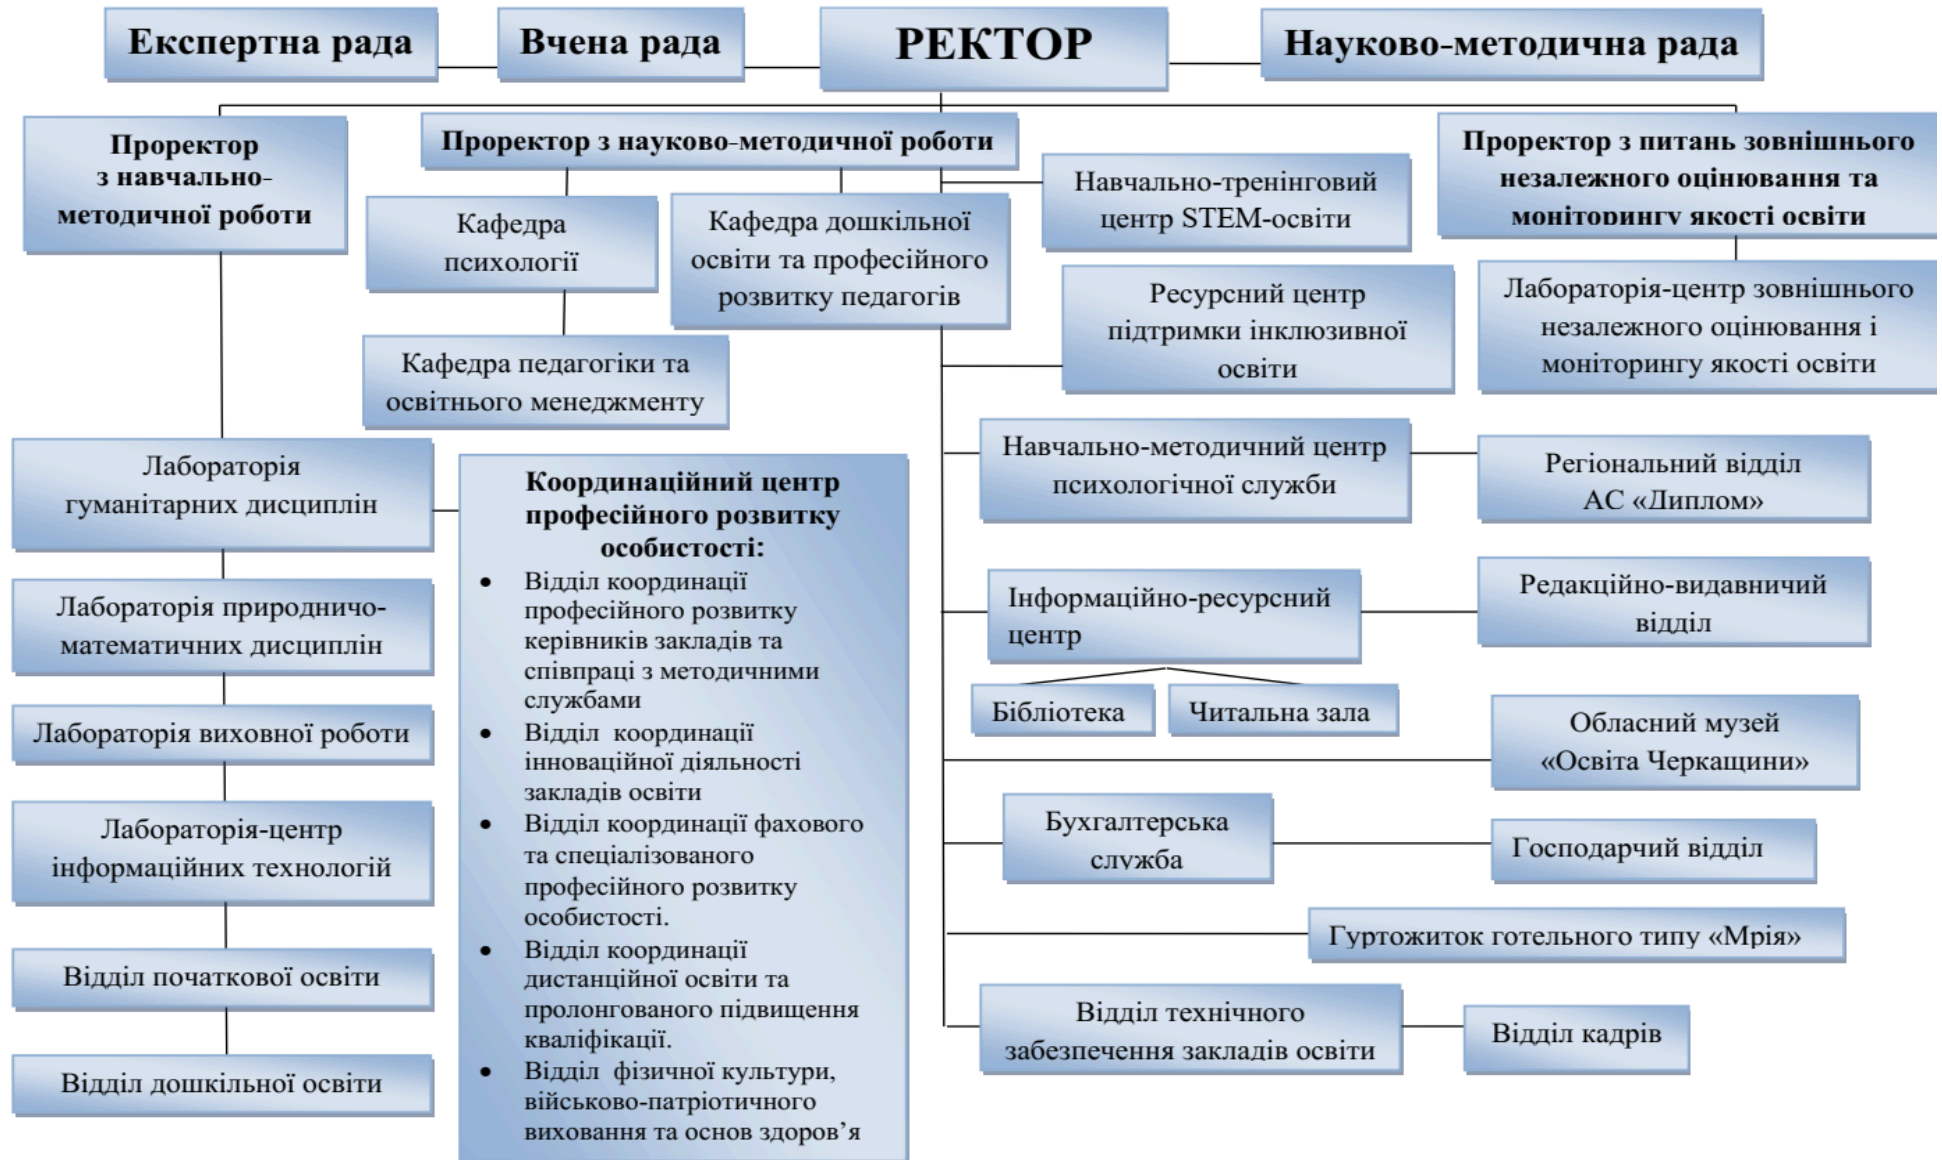 Експертна рада
Вчена рада
РЕКТОР
Науково-методична рада
Проректор
з навчально-
методичної роботи
Проректор з науково-методичної роботи
Проректор з питань зовнішнього
незалежного оцінювання та
моніторингу якості освіти
Кафедра
психології
Кафедра дошкільної
освіти та професійного
розвитку педагогів
Навчально-тренінговий
центр STEM-освіти
Ресурсний центр
підтримки інклюзивної
освіти
Лабораторія-центр зовнішнього
незалежного оцінювання і
моніторингу якості освіти
Кафедра педагогіки та
освітнього менеджменту
Лабораторія
гуманітарних дисциплін
Лабораторія природничо-
математичних дисциплін
Лабораторія виховної роботи
Лабораторія-центр
інформаційних технологій
Відділ початкової освіти
Відділ дошкільної освіти
Координаційний центр
професійного розвитку
особистості:
• Відділ координації
професійного розвитку
керівників закладів та
співпраці з методичними
службами
• Відділ координації
інноваційної діяльності
закладів освіти
• Відділ координації фахового
та спеціалізованого
професійного розвитку
особистості.
• Відділ координації
дистанційної освіти та
пролонгованого підвищення
кваліфікації.
• Відділ фізичної культури,
військово-патріотичного
виховання та основ здоров’я
Навчально-методичний центр
психологічної служби
Регіональний відділ
АС «Диплом»
Інформаційно-ресурсний
центр
Редакційно-видавничий
відділ
Бібліотека
Читальна зала
Обласний музей
«Освіта Черкащини»
Бухгалтерська
служба
Господарчий відділ
Гуртожиток готельного типу «Мрія»
Відділ технічного
забезпечення закладів освіти
Відділ кадрів